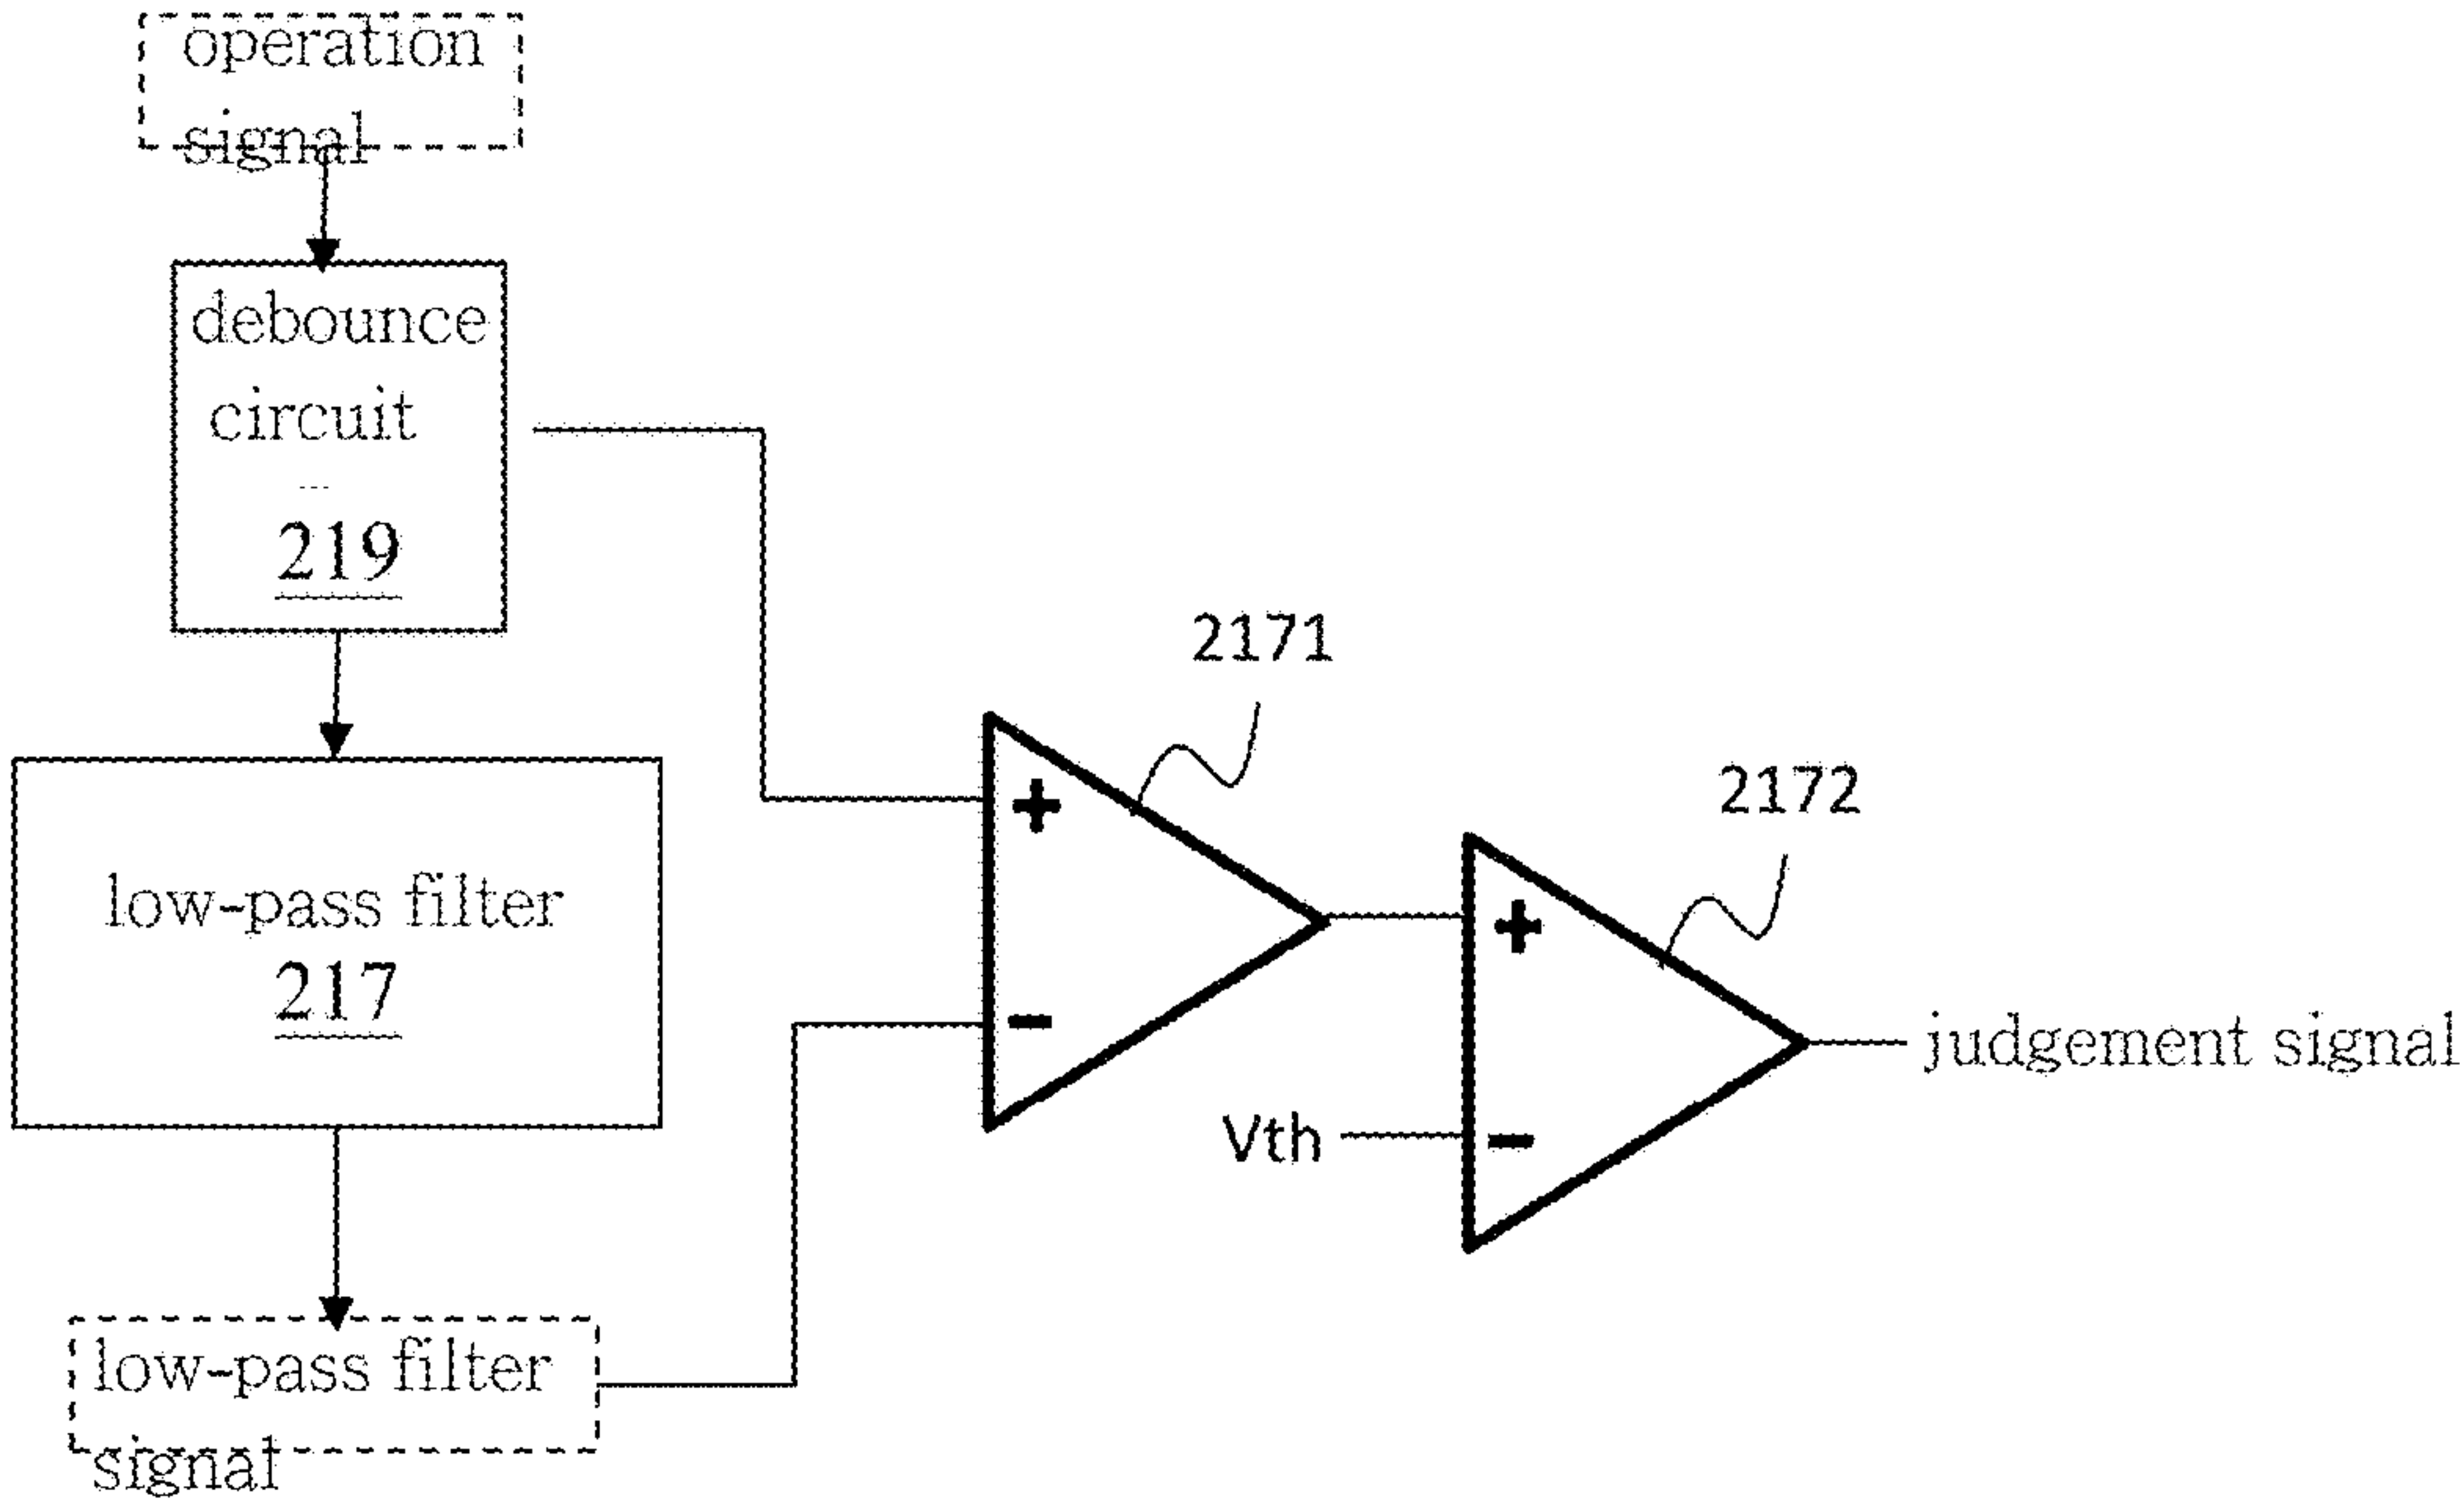 operation
signal
debounce
circuit
219
2171
2172
+
low-pass filter
217
+
-
judgement signal
Vth
-
low-pass filter
signal